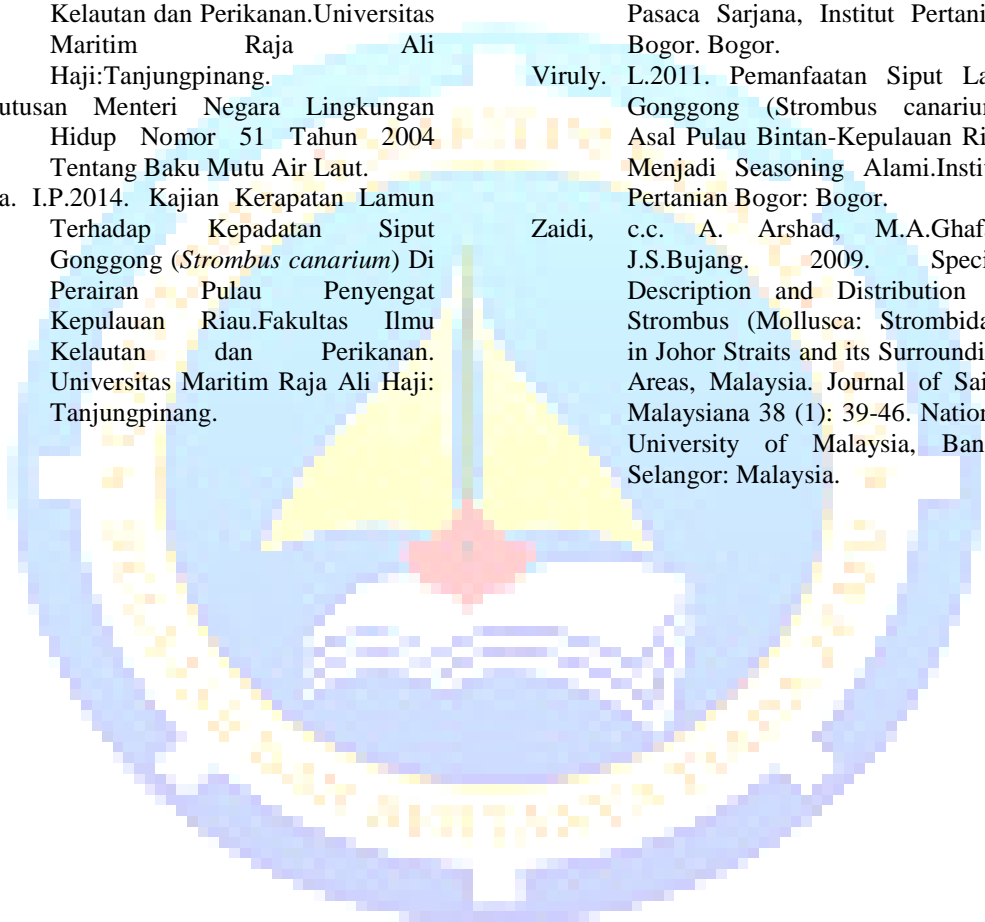 Kelautan dan Perikanan.Universitas
Maritim Raja Ali
Haji:Tanjungpinang.
utusan Menteri Negara Lingkungan
Hidup Nomor 51 Tahun 2004
Tentang Baku Mutu Air Laut.
a. I.P.2014. Kajian Kerapatan Lamun
Terhadap Kepadatan Siput
Gonggong (Strombus canarium) Di
Perairan Pulau Penyengat
Kepulauan Riau.Fakultas Ilmu
Kelautan dan Perikanan.
Universitas Maritim Raja Ali Haji:
Tanjungpinang.
Pasaca Sarjana, Institut Pertani
Bogor. Bogor.
Viruly. L.2011. Pemanfaatan Siput La
Gonggong (Strombus canariu
Asal Pulau Bintan-Kepulauan Ri
Menjadi Seasoning Alami.Instit
Pertanian Bogor: Bogor.
Zaidi, c.c. A. Arshad, M.A.Ghaf
J.S.Bujang. 2009. Speci
Description and Distribution
Strombus (Mollusca: Strombida
in Johor Straits and its Surroundi
Areas, Malaysia. Journal of Sai
Malaysiana 38 (1): 39-46. Nation
University of Malaysia, Ban
Selangor: Malaysia.